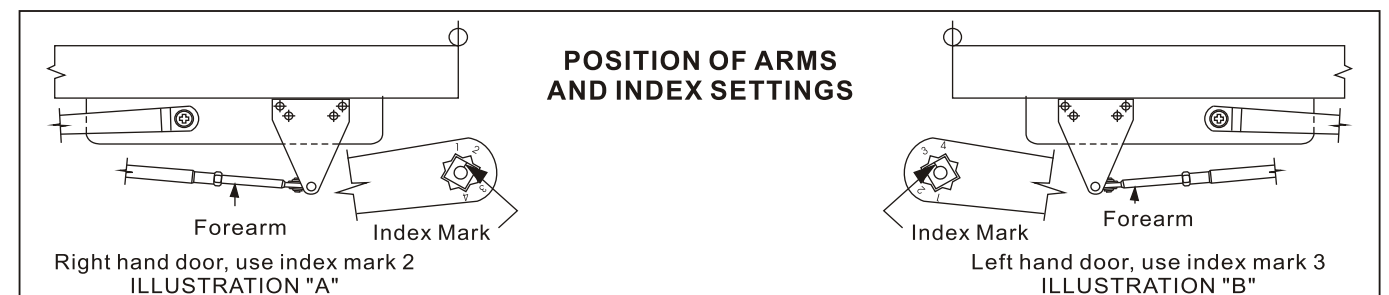 POSITION OF ARMS
AND INDEX SETTINGS
1 2
3
4
Forearm
Index Mark
Right hand door, use index mark 2
ILLUSTRATION "A"
3 4
2 1
Index Mark
Forearm
Left hand door, use index mark 3
ILLUSTRATION "B"